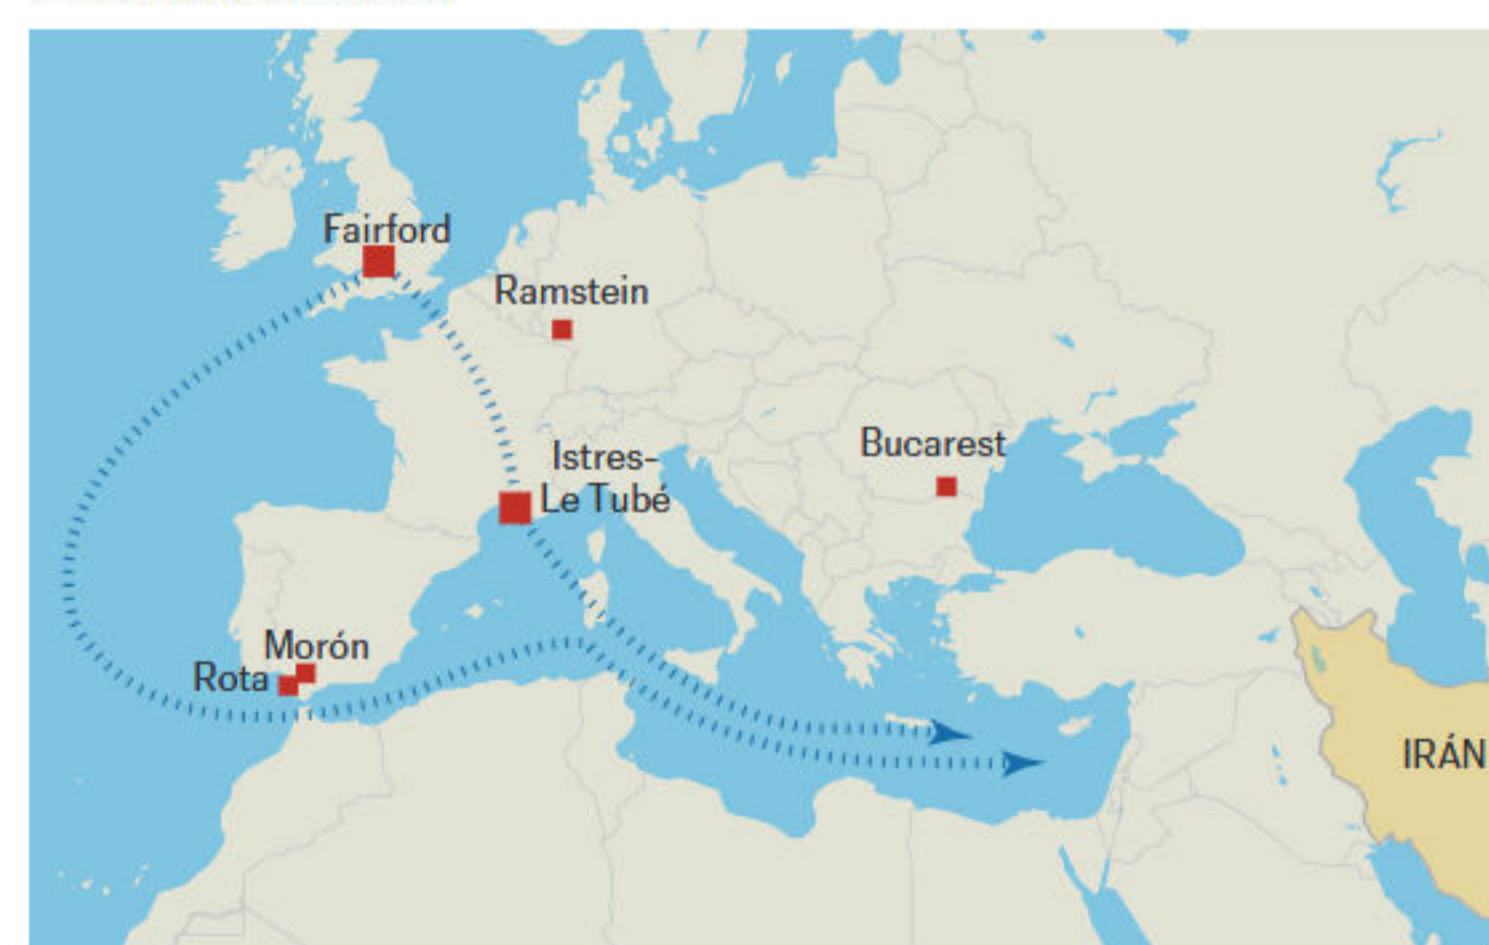 Fairford
Ramstein
Bucarest
Istres-
Le Tubé
Morón
Rota
IRÁN